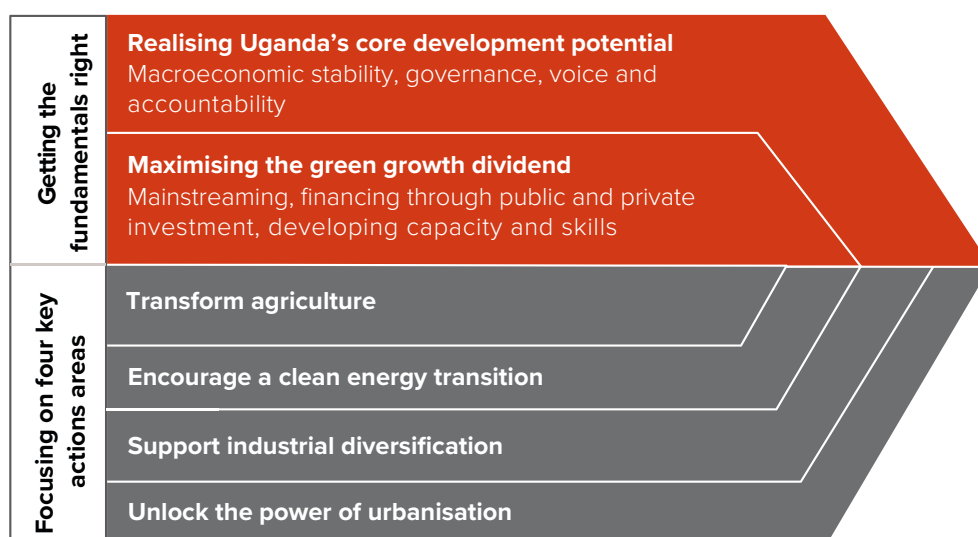 Getting the
fundamentals right
Realising Uganda’s core development potential
Macroeconomic stability, governance, voice and
accountability
Maximising the green growth dividend
Mainstreaming, financing through public and private
investment, developing capacity and skills
Focusing on four key
actions areas
Transform agriculture
Encourage a clean energy transition
Support industrial diversification
Unlock the power of urbanisation